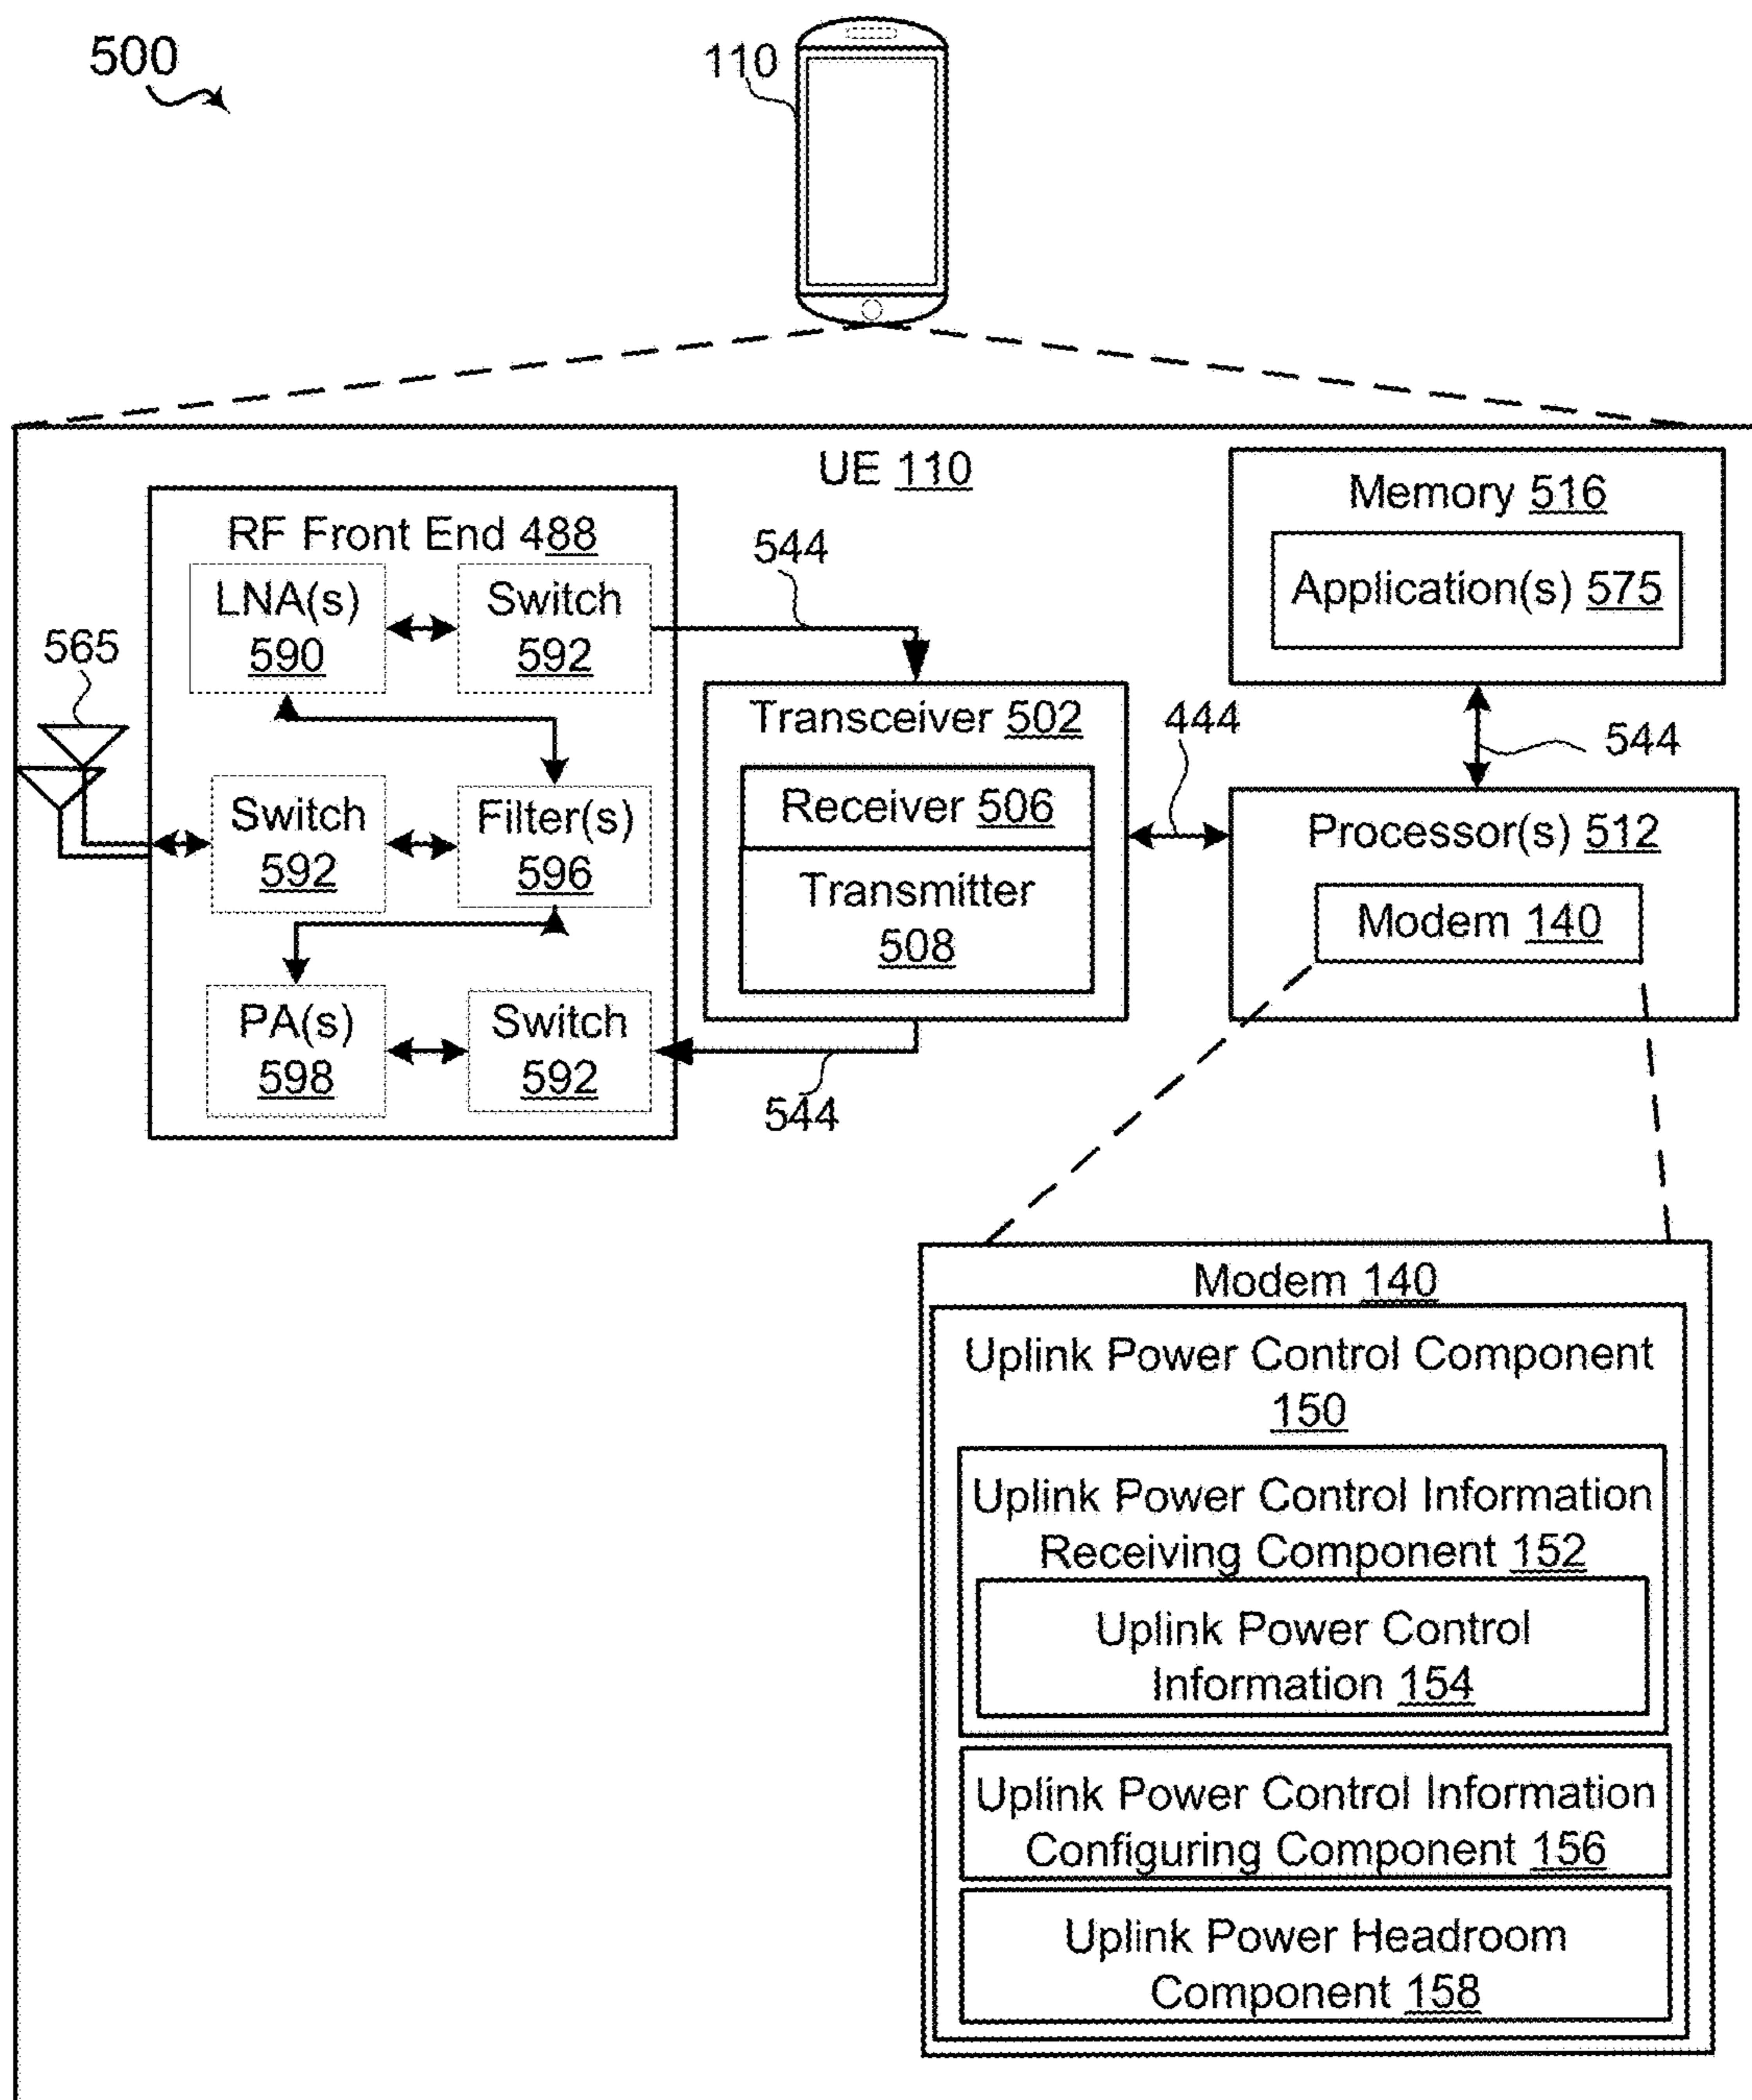 500
110
UE 110
RF Front End 488
LNA(s)
590
Switch
592
544
Memory 516
Application(s) 575
565
Transceiver 502
Receiver 506
Transmitter
508
444
544
Switch
592
Filter(s)
596
Processor(s) 512
Modem 140
PA(s)
598
Switch
592
544
Modem 140
Uplink Power Control Component
150
Uplink Power Control Information
Receiving Component 152
Uplink Power Control
Information 154
Uplink Power Control Information
Configuring Component 156
Uplink Power Headroom
Component 158